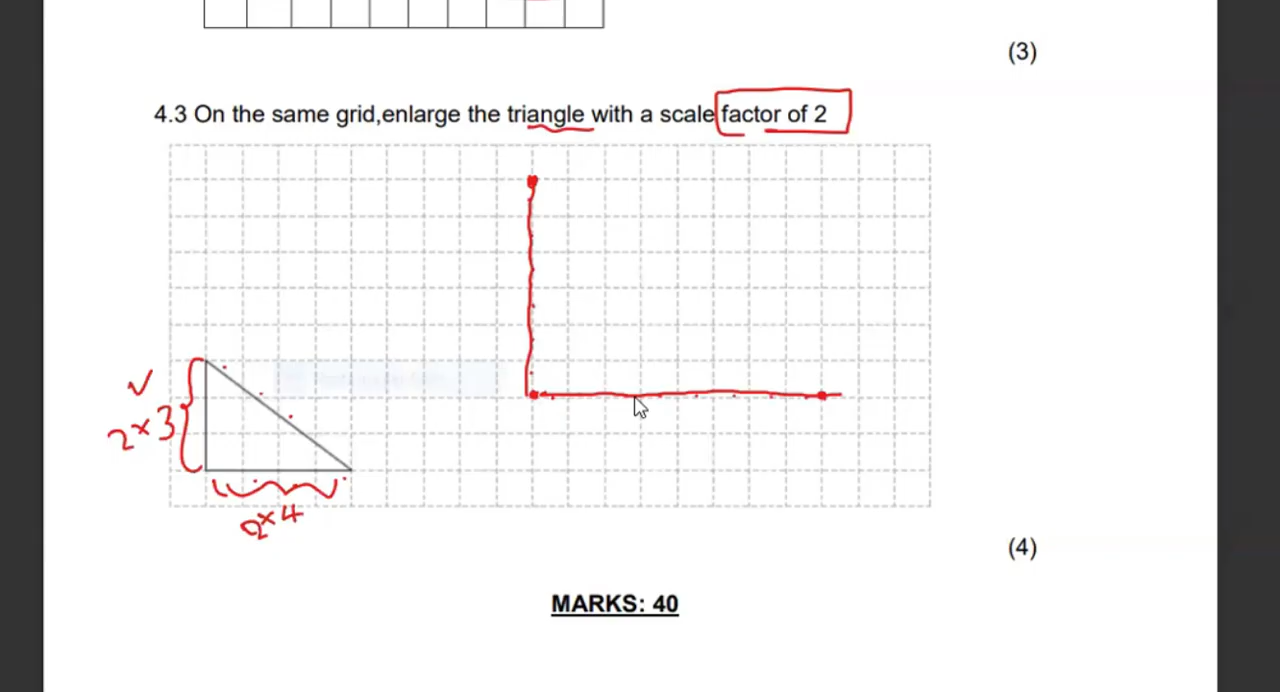 (3)
4.3 On the same grid,enlarge the triangle with a scale factor of 2
2×3
2×4
(4)
MARKS: 40